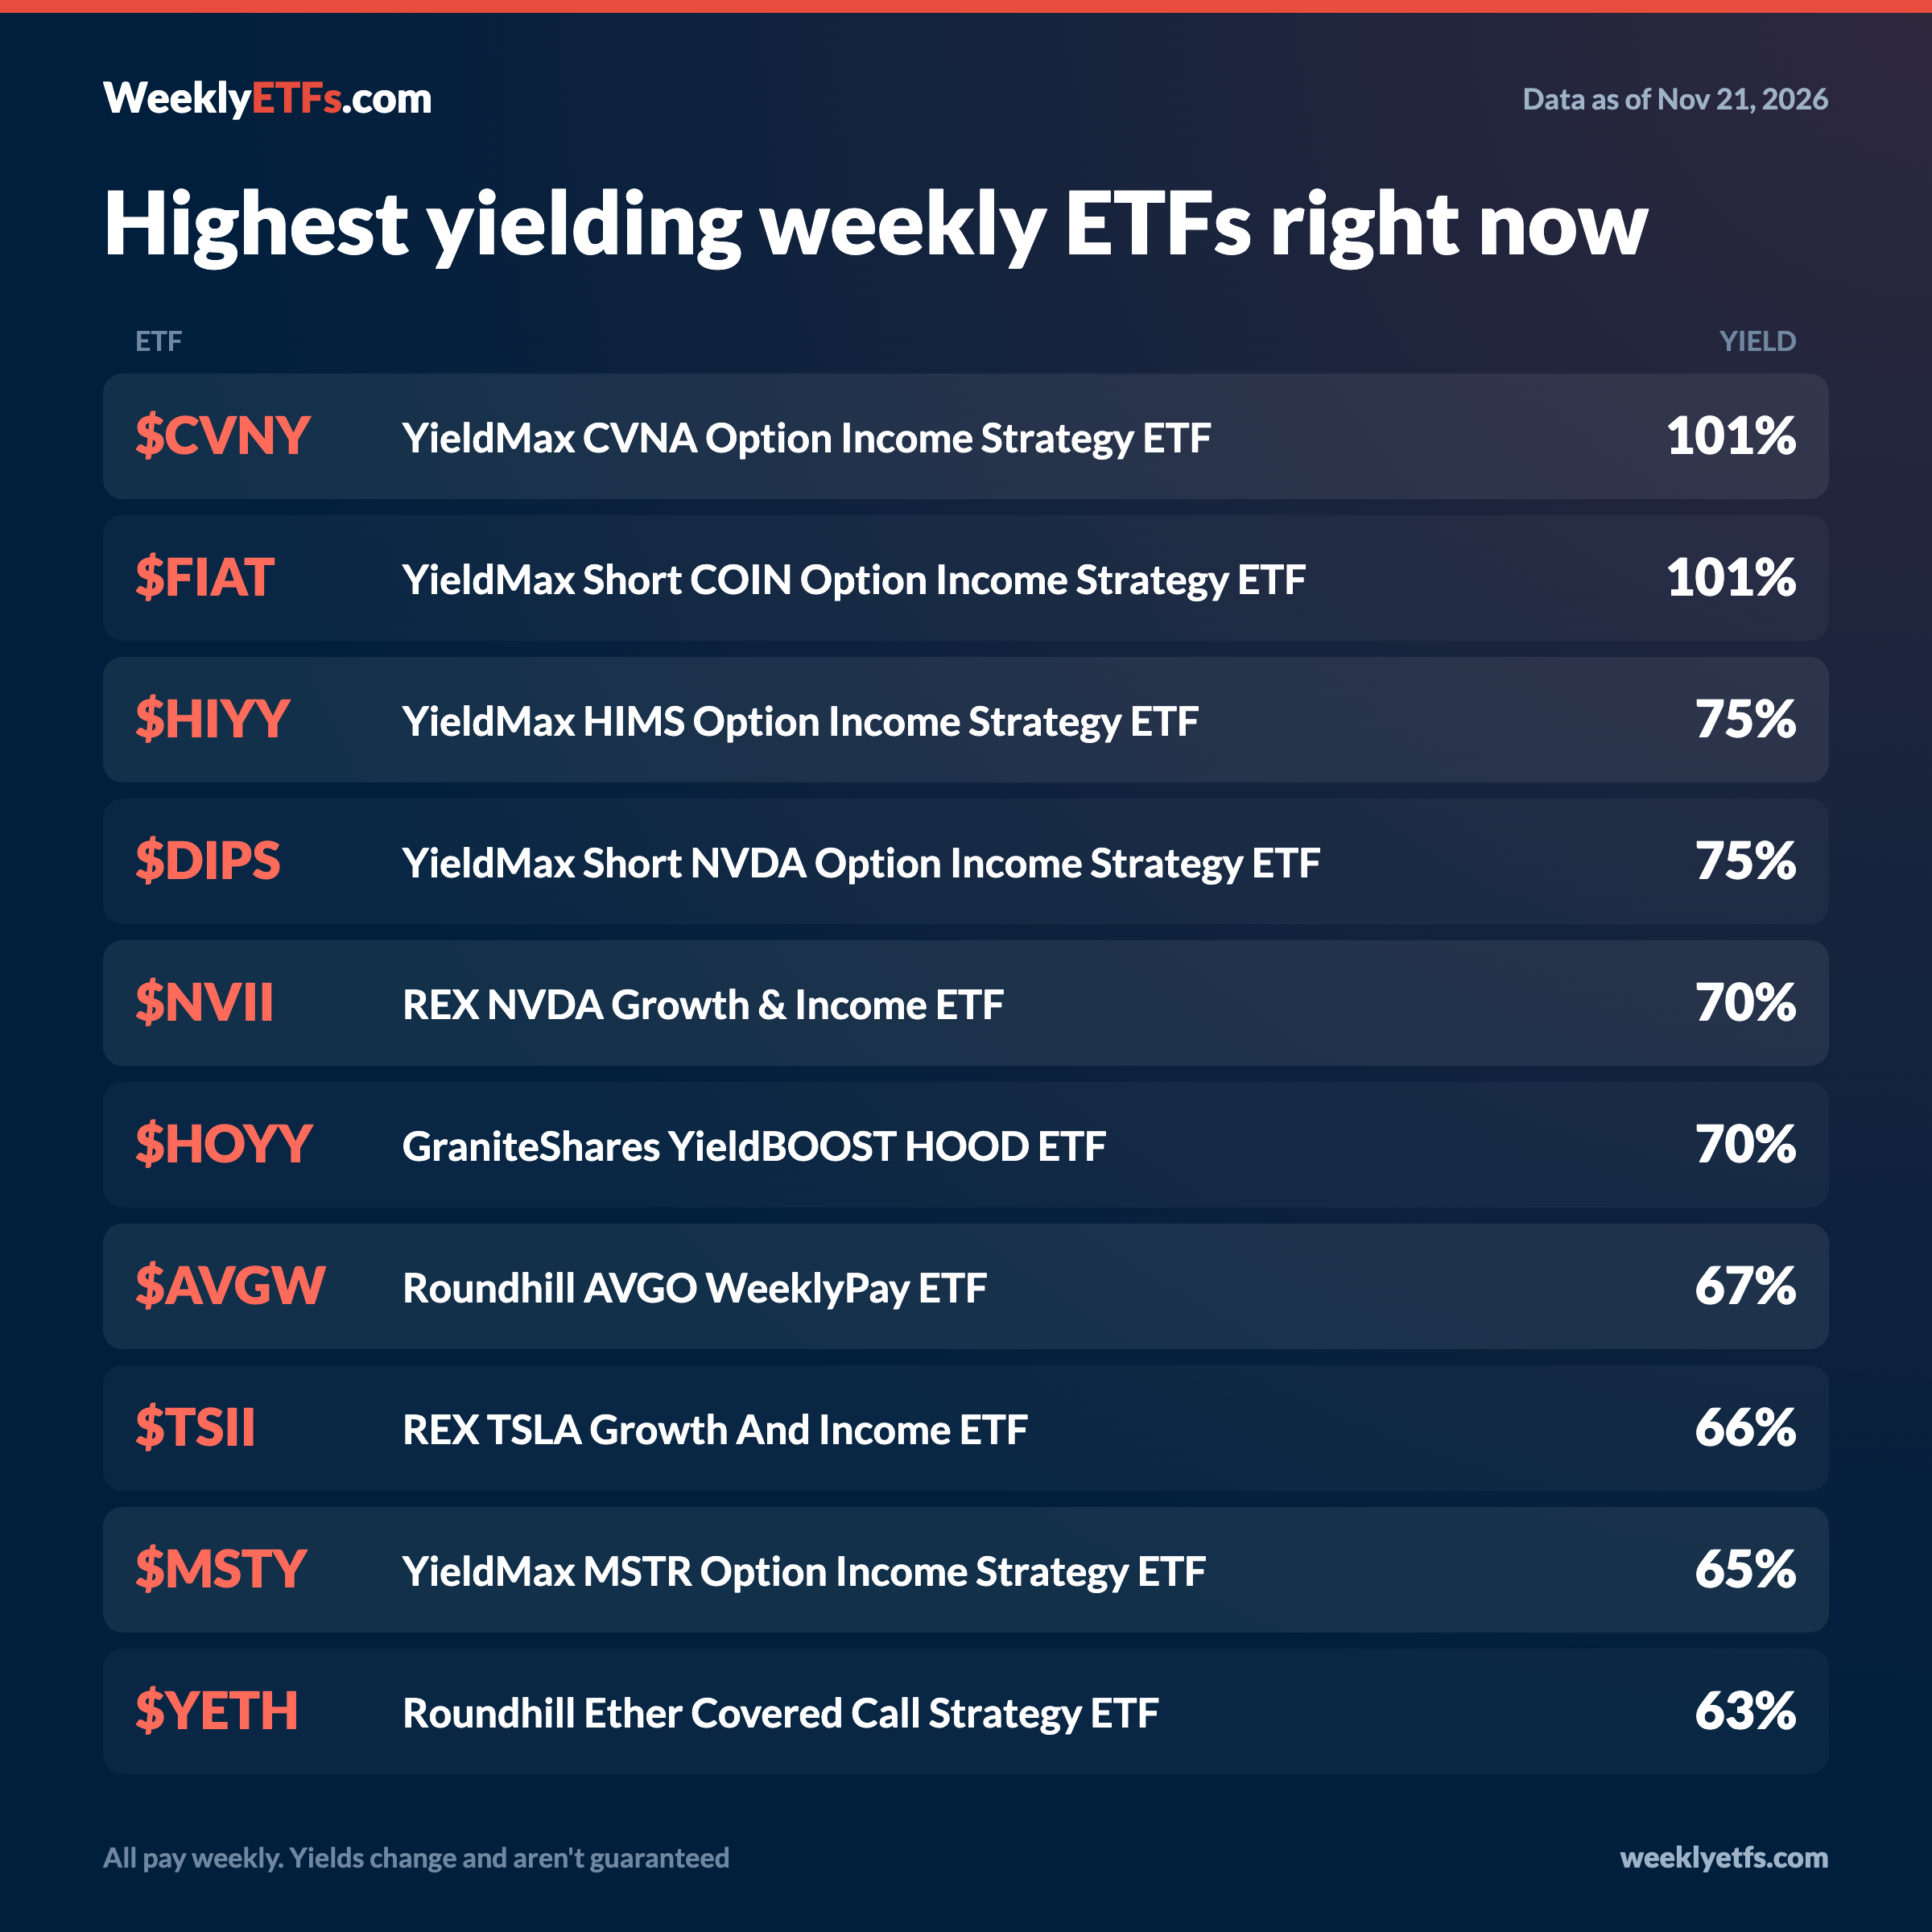 WeeklyETFs.com
Data as of Nov 21, 2026
Highest yielding weekly ETFs right now
ETF YIELD
$CVNY YieldMax CVNA Option Income Strategy ETF 101%
$FIAT YieldMax Short COIN Option Income Strategy ETF 101%
$HIYY YieldMax HIMS Option Income Strategy ETF 75%
$DIPS YieldMax Short NVDA Option Income Strategy ETF 75%
$NVII REX NVDA Growth & Income ETF 70%
$HOYY GraniteShares YieldBOOST HOOD ETF 70%
$AVGW Roundhill AVGO WeeklyPay ETF 67%
$TSII REX TSLA Growth And Income ETF 66%
$MSTY YieldMax MSTR Option Income Strategy ETF 65%
$YETH Roundhill Ether Covered Call Strategy ETF 63%
All pay weekly. Yields change and aren't guaranteed
weeklyetfs.com